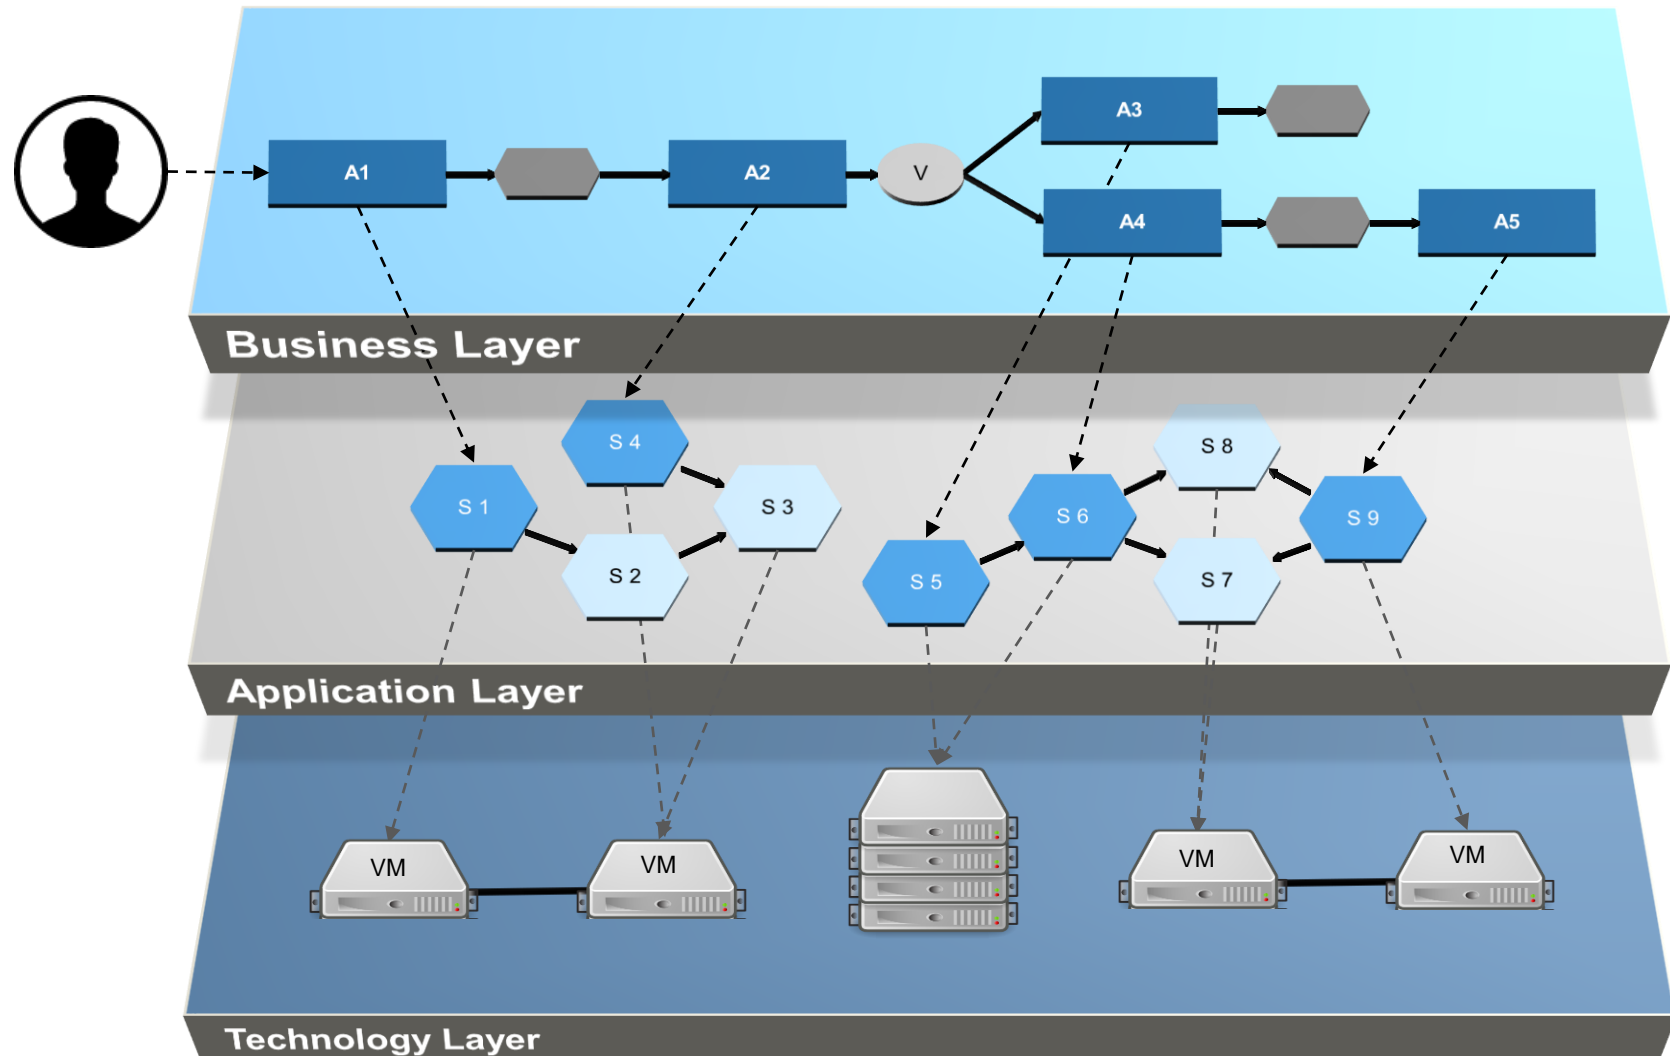 A1
A2
V
A3
A4
A5
Business Layer
S 4
S 8
S 1
S 3
S 6
S 9
S 2
S 5
S 7
Application Layer
VM
VM
VM
VM
Technology Layer